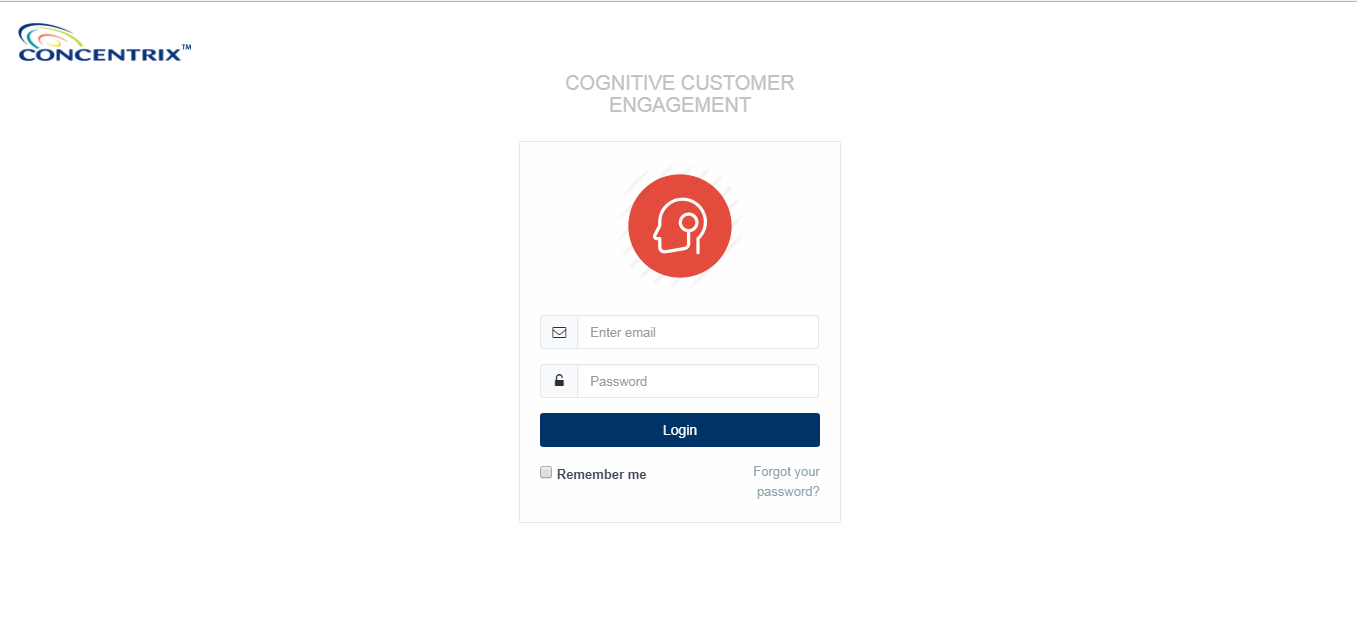 CONCENTRIX™
COGNITIVE CUSTOMER
ENGAGEMENT
Enter email
Password
Login
Remember me
Forgot your
password?